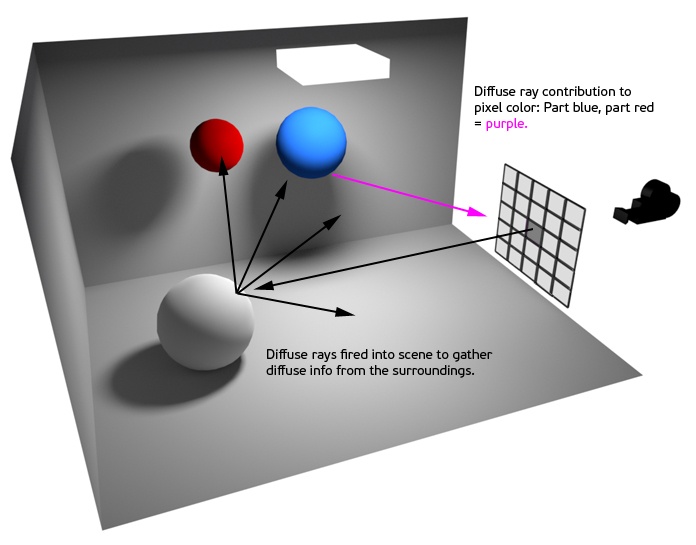 Diffuse ray contribution to
pixel color: Part blue, part red
= purple.
Diffuse rays fired into scene to gather
diffuse info from the surroundings.